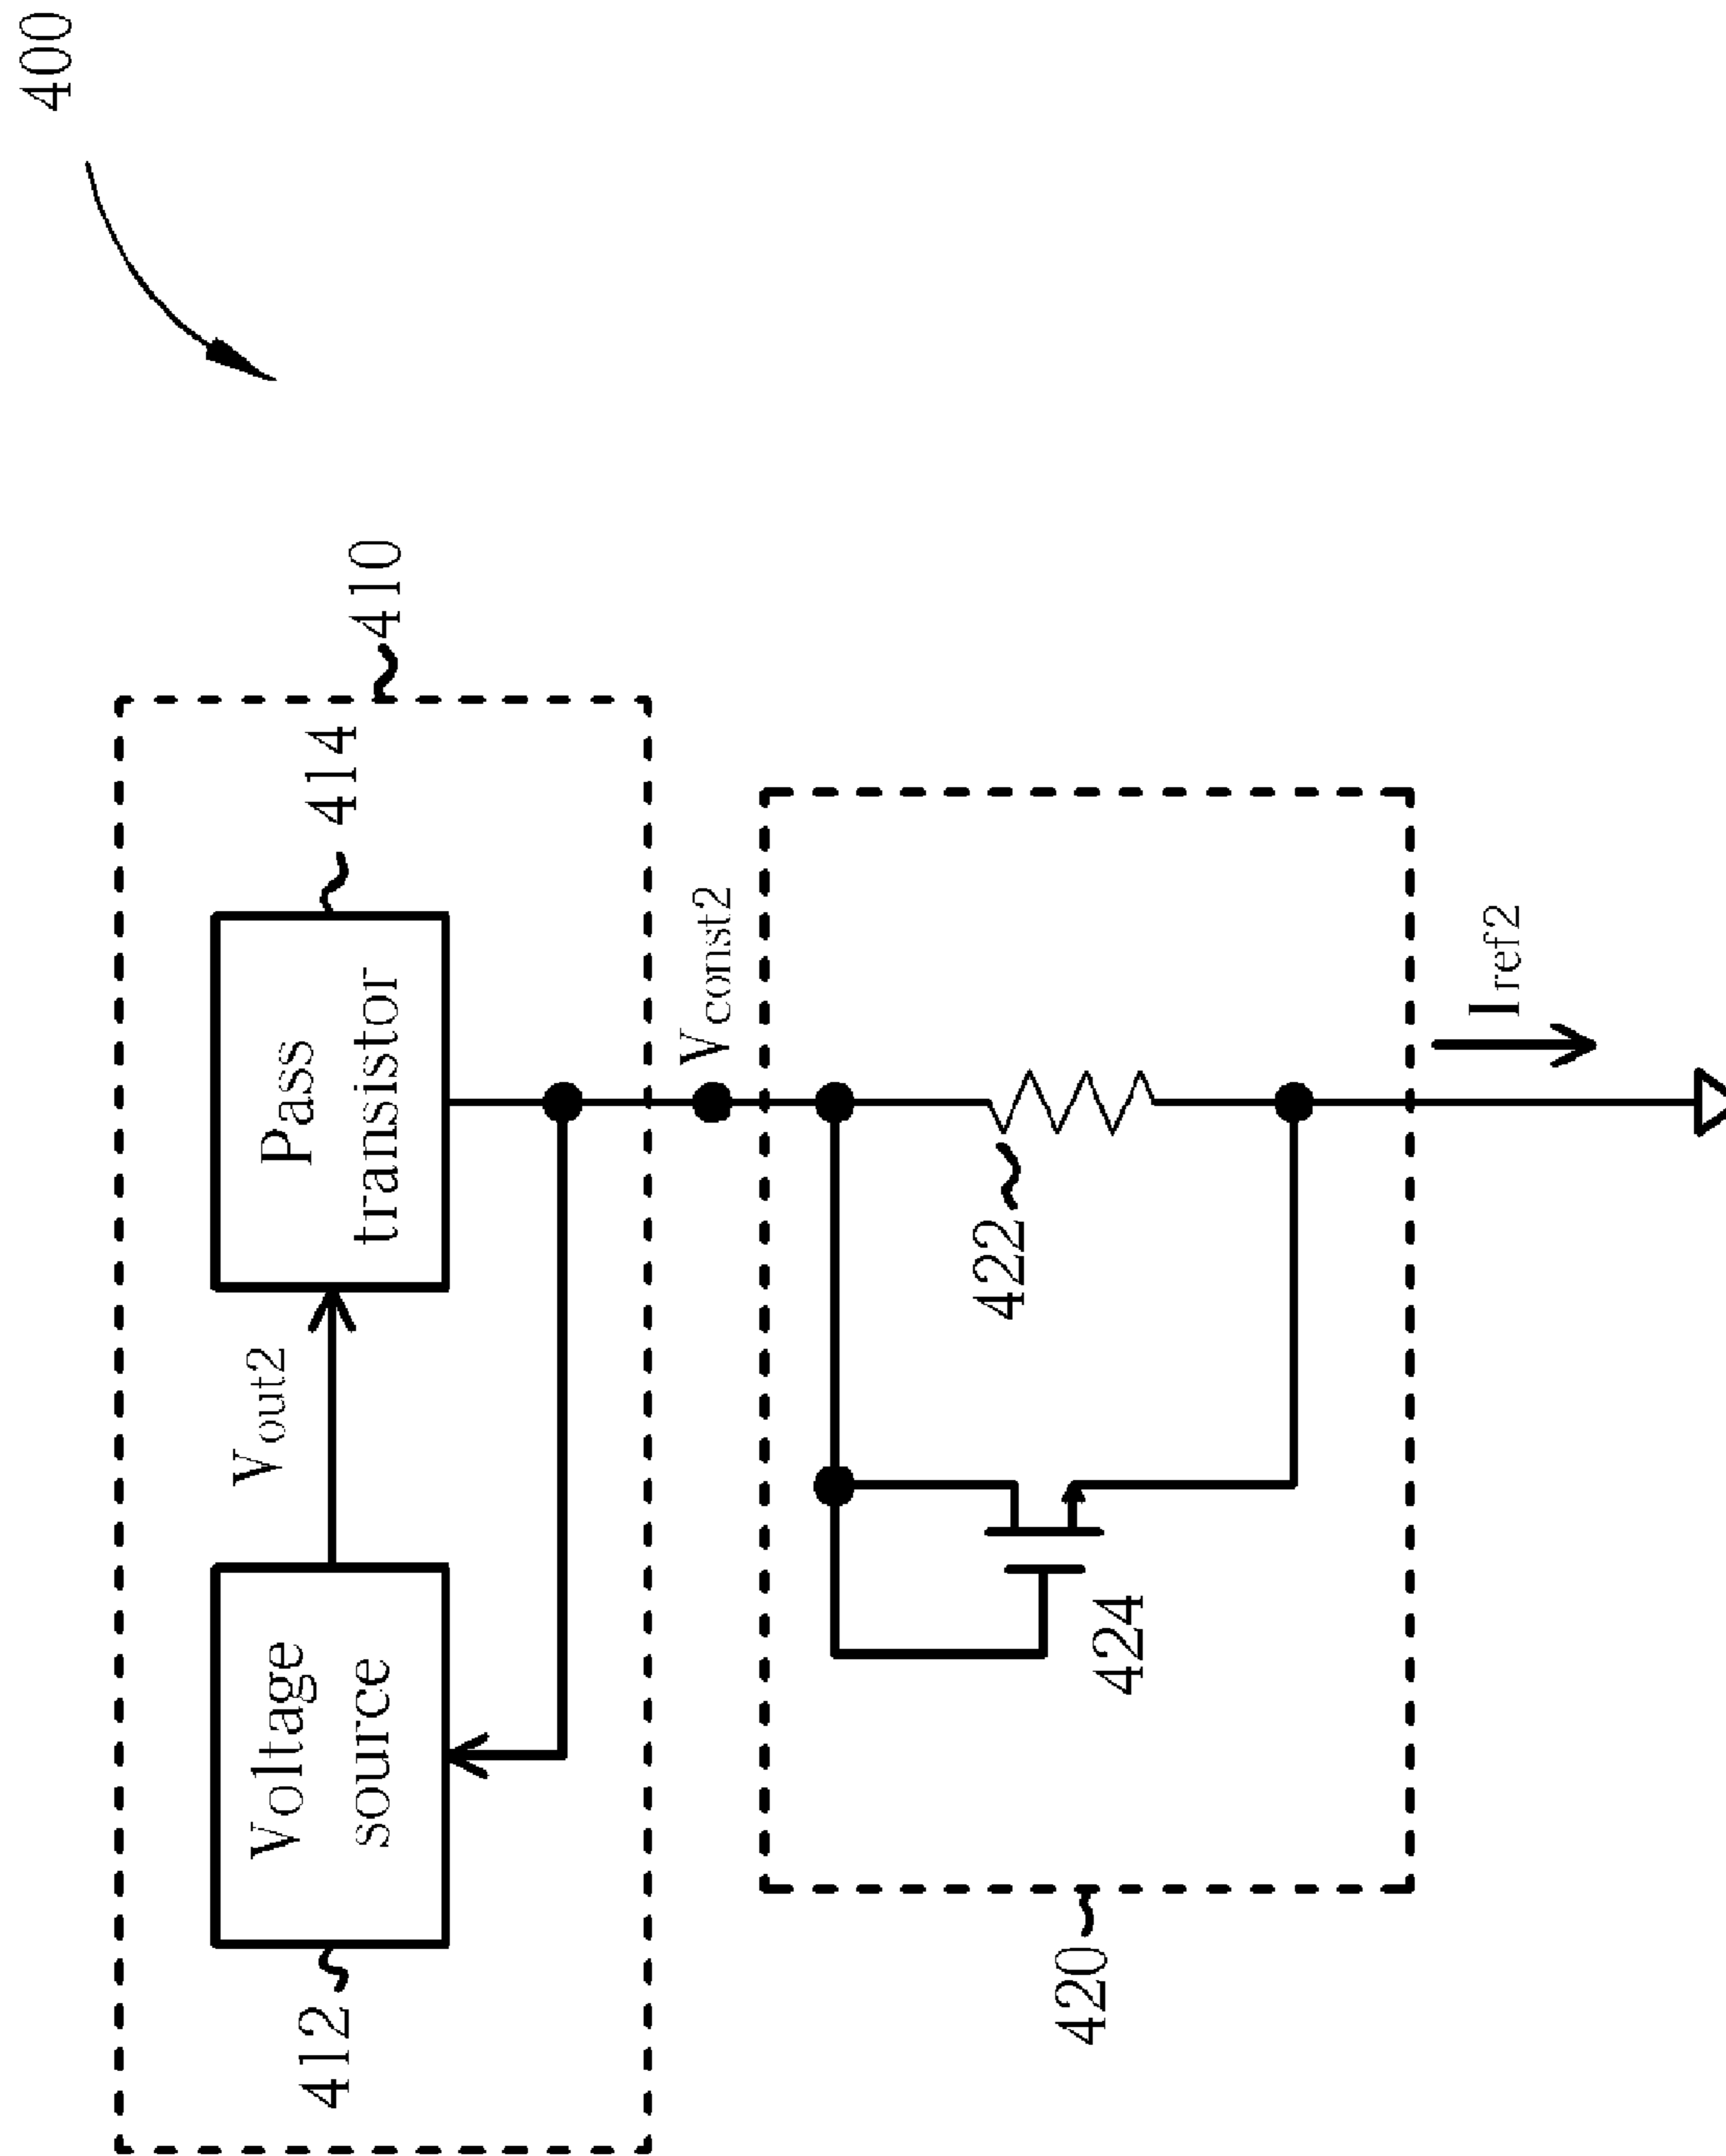 400
410
414
Pass
transistor
Vout2
Voltage
source
412
Vconst2
422
424
420
Iref2